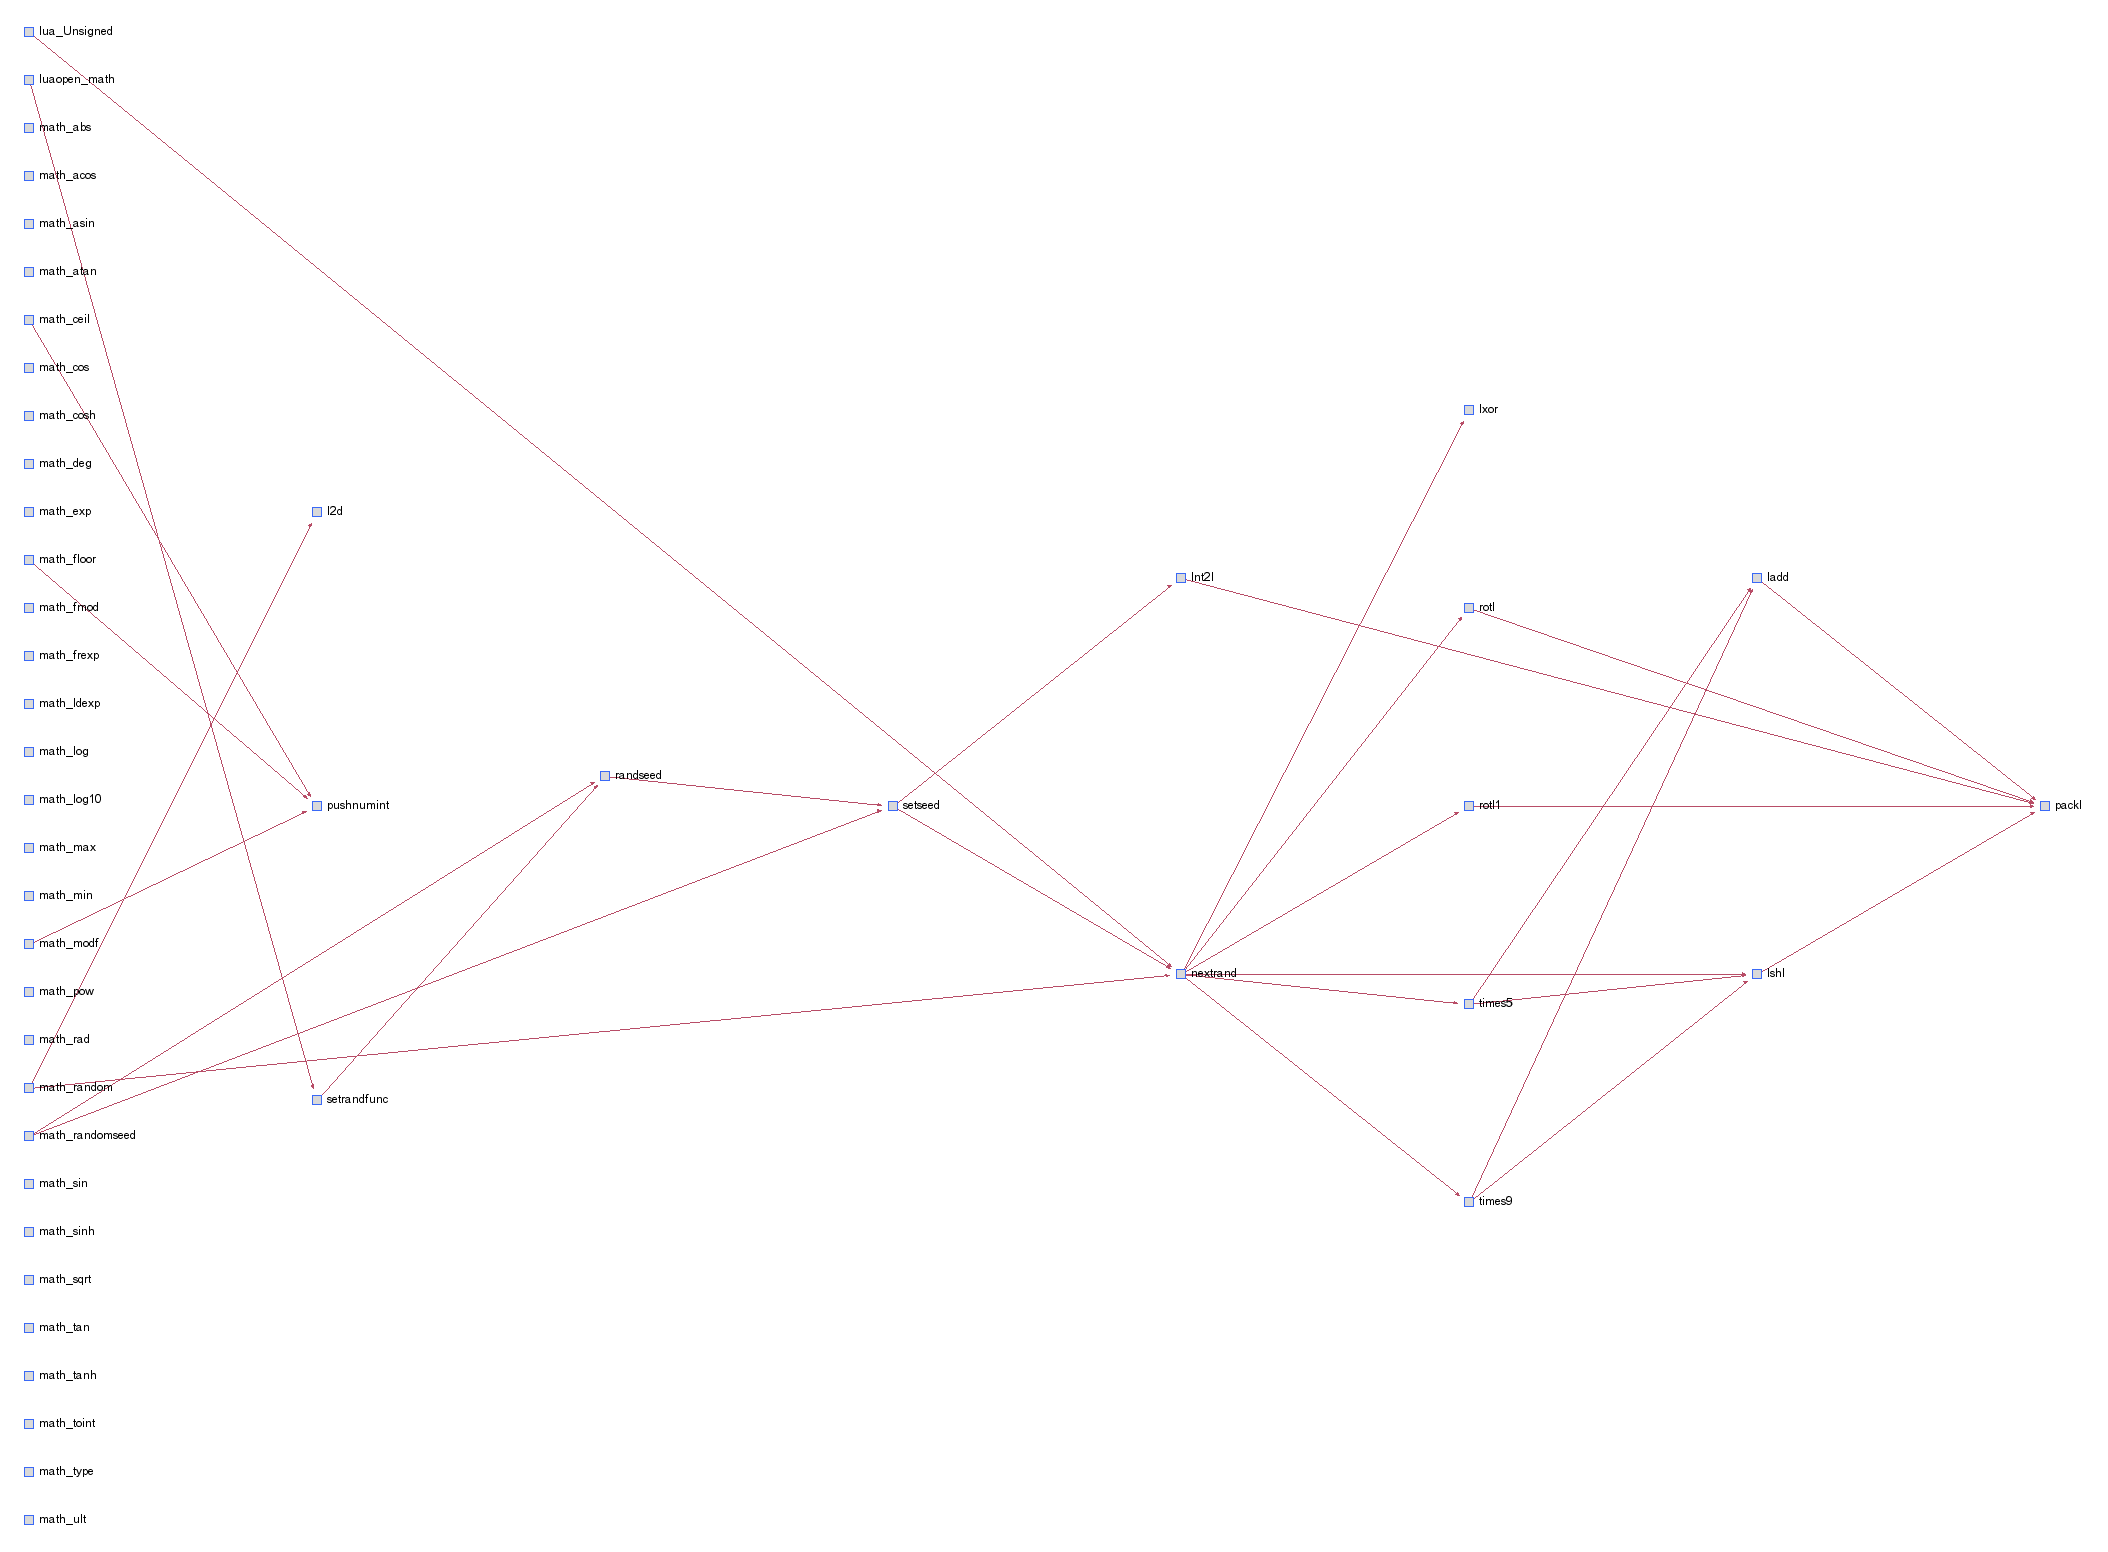 lua_Unsigned
luaopen_math
math_abs
math_acos
math_asin
math_atan
math_ceil
math_cos
math_cosh
math_deg
math_exp
math_floor
math_fmod
math_frexp
math_ldexp
math_log
math_log10
math_max
math_min
math_modf
math_pow
math_rad
math_random
math_randomseed
math_sin
math_sinh
math_sqrt
math_tan
math_tanh
math_toint
math_type
math_ult
I2d
pushnumint
setrandfunc
randseed
setseed
Int2I
nextrand
Ixor
rotl
rotl1
times5
times9
Iadd
Ishl
packI